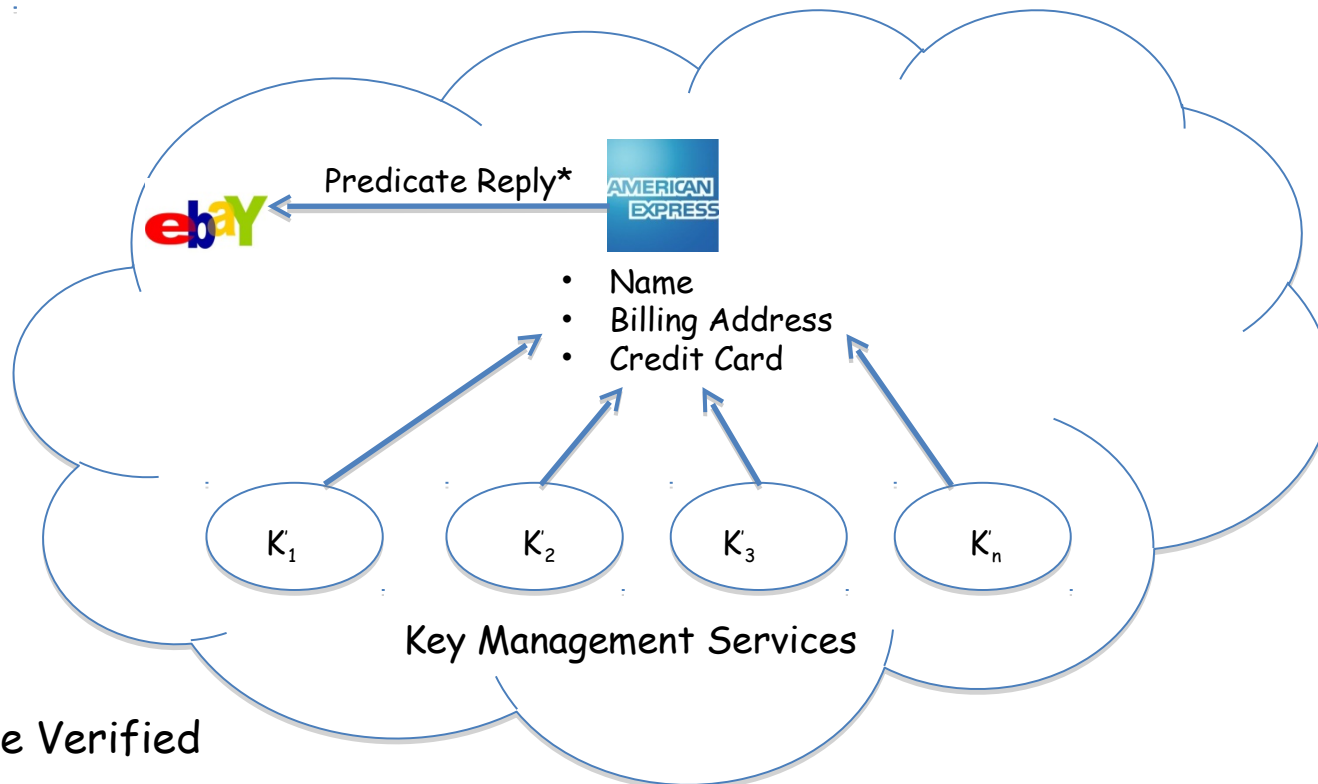 Predicate Reply*
AMERICAN
EXPRESS
ebaY
• Name
• Billing Address
• Credit Card
K'1
K'2
K'3
K'n
Key Management Services
e Verified